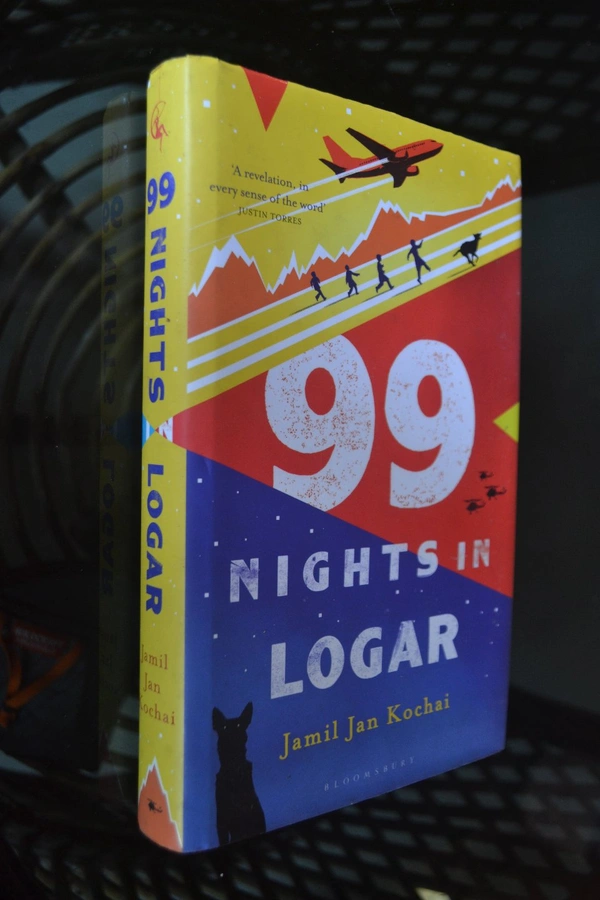 99 NIGHTS IN LOGAR
Jamil
Jan
Kochai
'A revelation, in
every sense of the word'
JUSTIN TORRES
99
NIGHTS IN
LOGAR
Jamil Jan Kochai
BLOOMSBURY